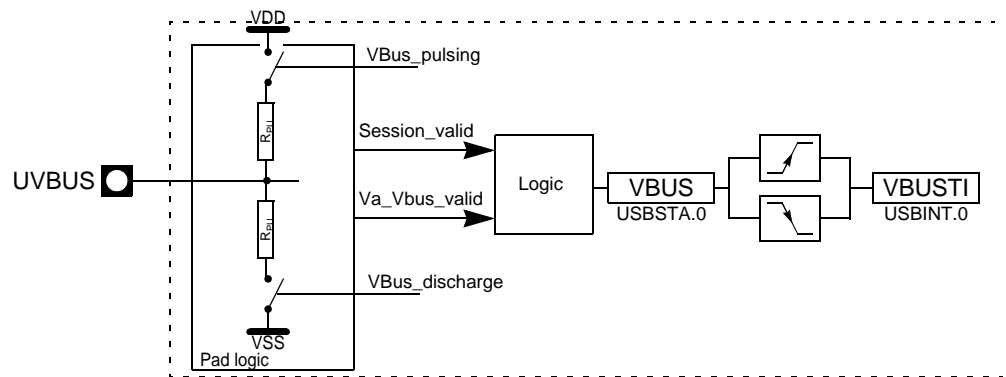 VDD
VBus_pulsing
RPU
Session_valid
UVBUS
Logic
VBUS
USBSTA.0
VBUSTI
USBINT.0
Va_Vbus_valid
RPU
VBus_discharge
VSS
Pad logic